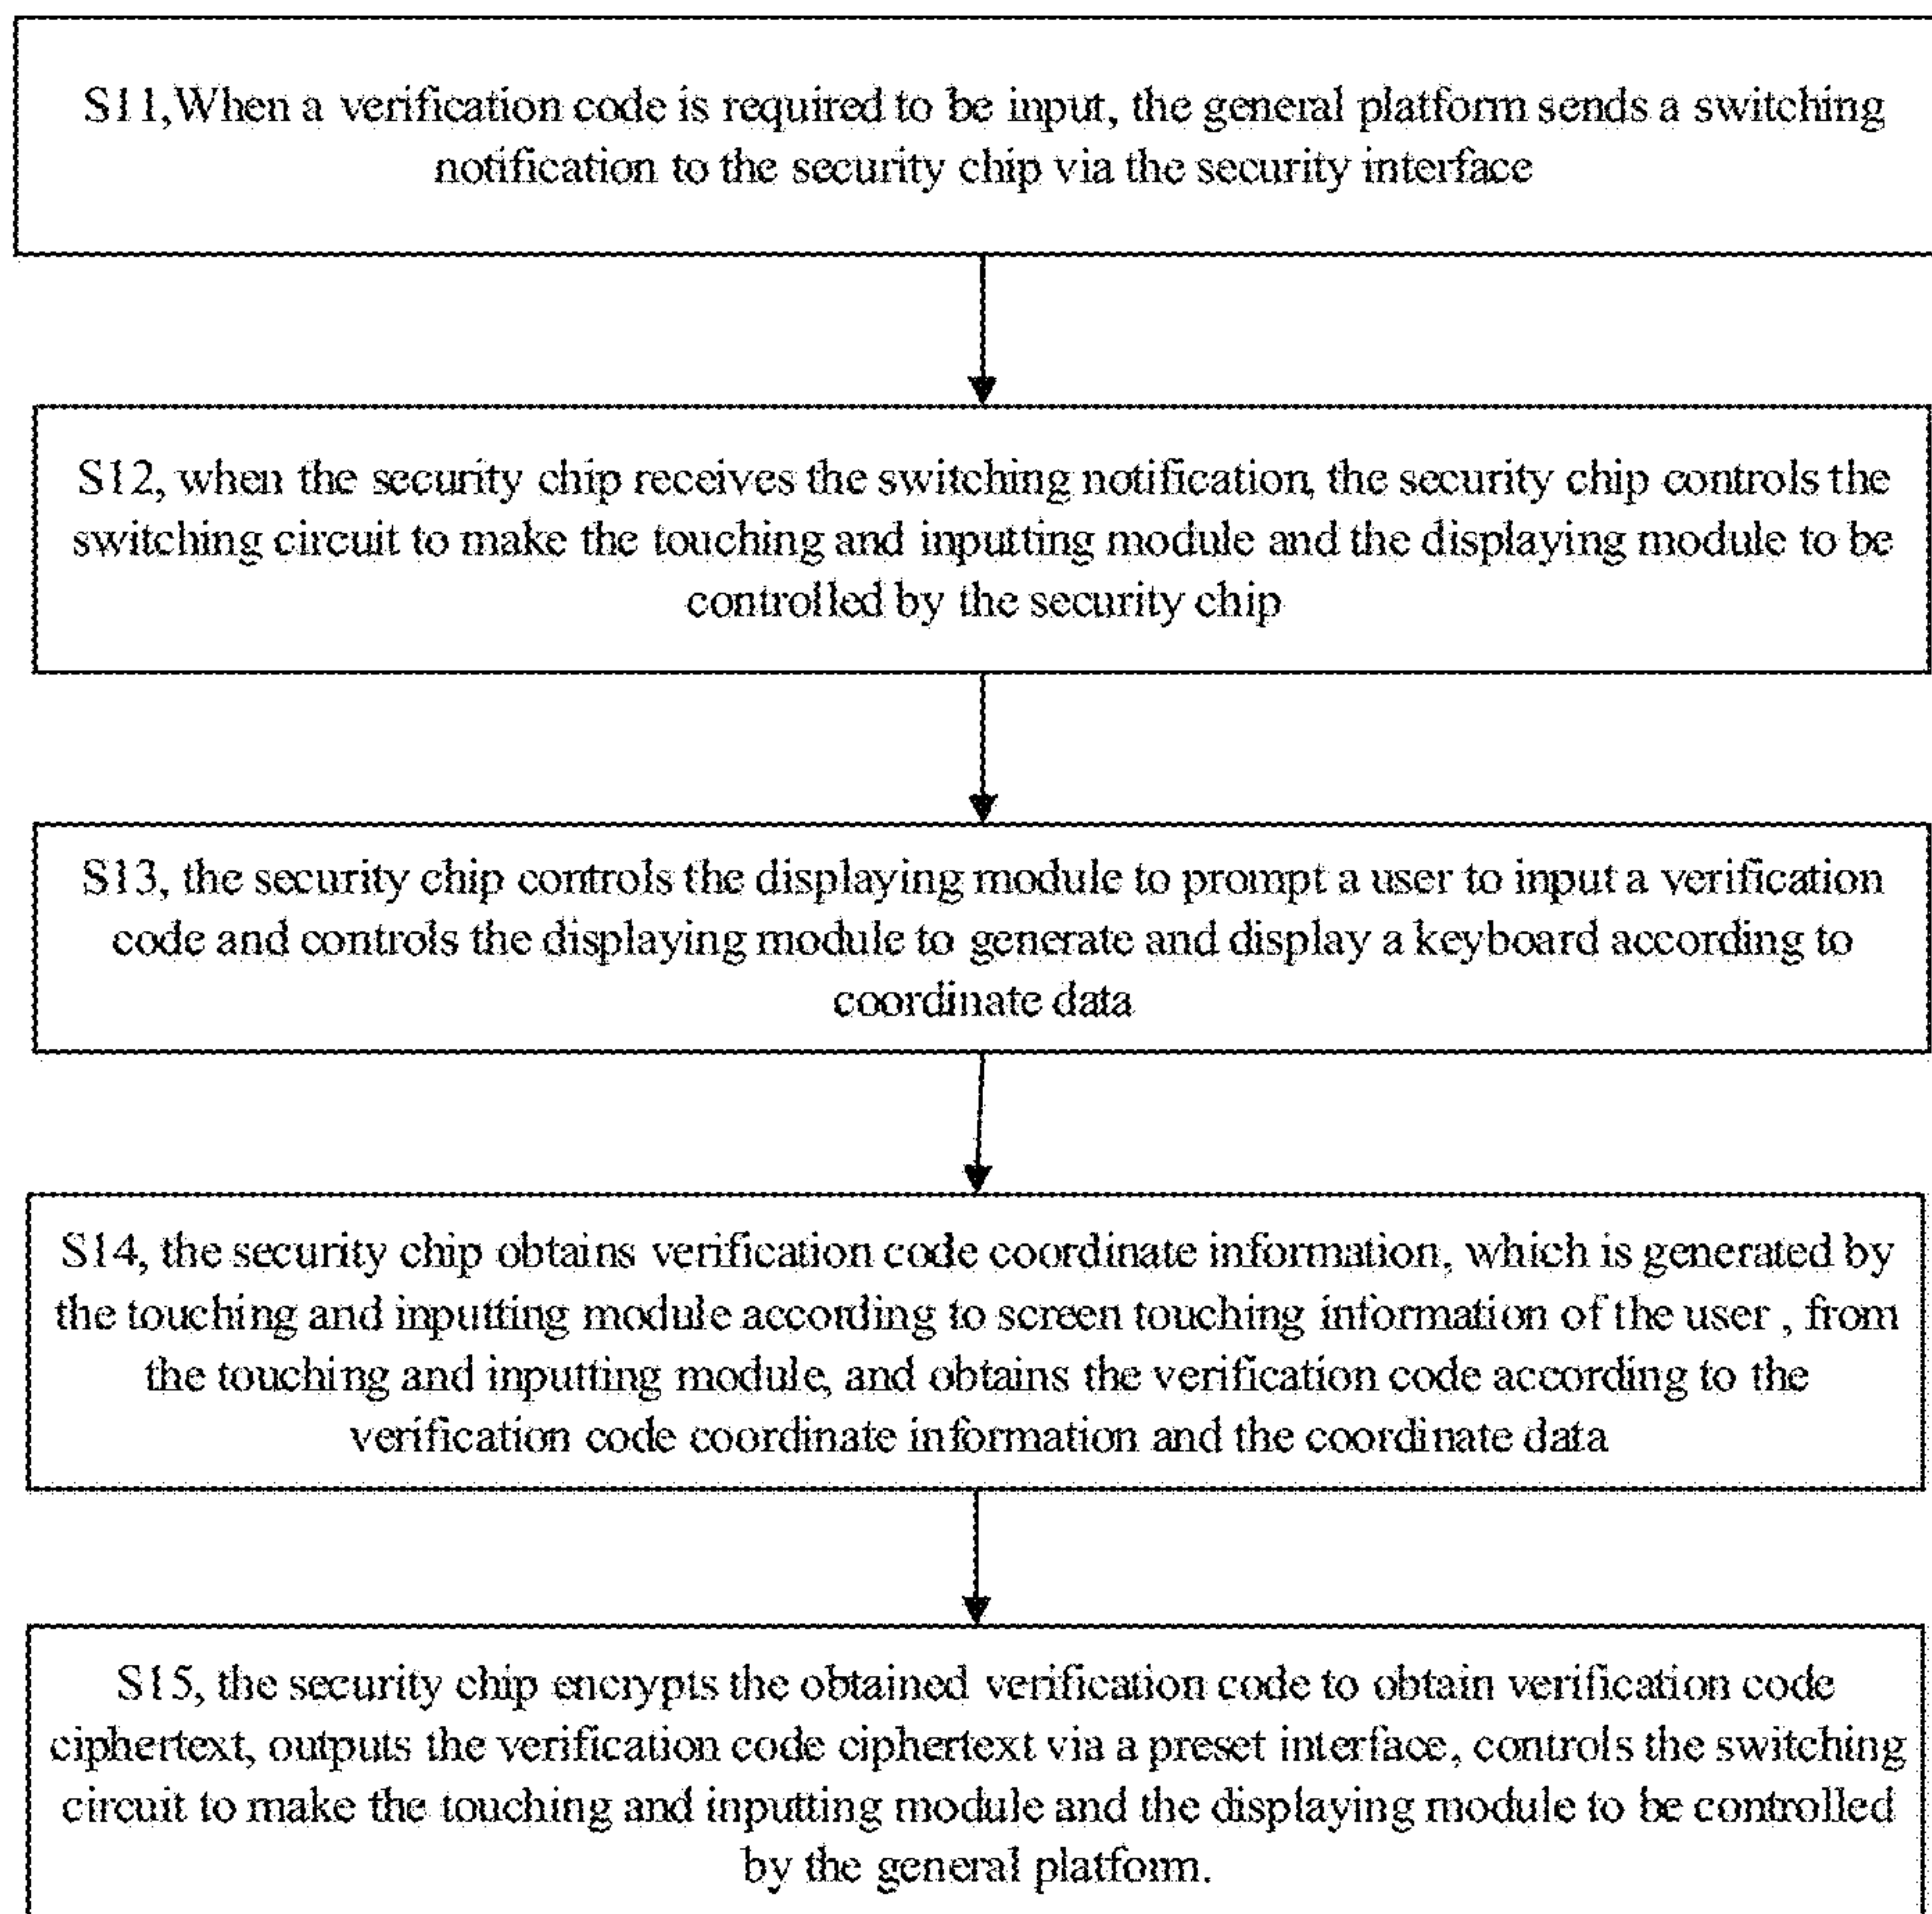 S11,When a verification code is required to be input, the general platform sends a switching
notification to the security chip via the security interface
S12, when the security chip receives the switching notification, the security chip controls the
switching circuit to make the touching and inputting module and the displaying module to be
controlled by the security chip
S13, the security chip controls the displaying module to prompt a user to input a verification
code and controls the displaying module to generate and display a keyboard according to
coordinate data
S14, the security chip obtains verification code coordinate information, which is generated by
the touching and inputting module according to screen touching information of the user , from
the touching and inputting module, and obtains the verification code according to the
verification code coordinate information and the coordinate data
S15, the security chip encrypts the obtained verification code to obtain verification code
ciphertext, outputs the verification code ciphertext via a preset interface, controls the switching
circuit to make the touching and inputting module and the displaying module to be controlled
by the general platform.